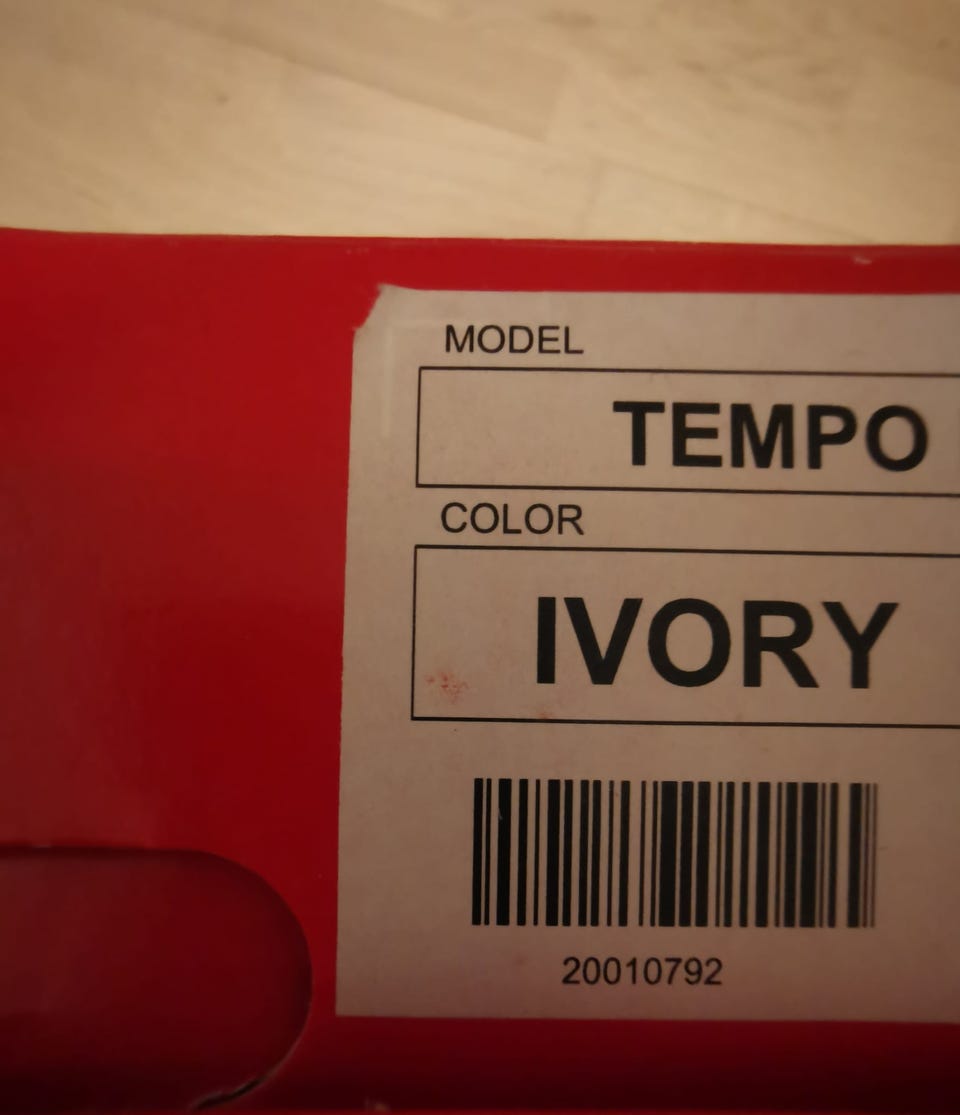 MODEL
TEMPO
COLOR
IVORY
20010792